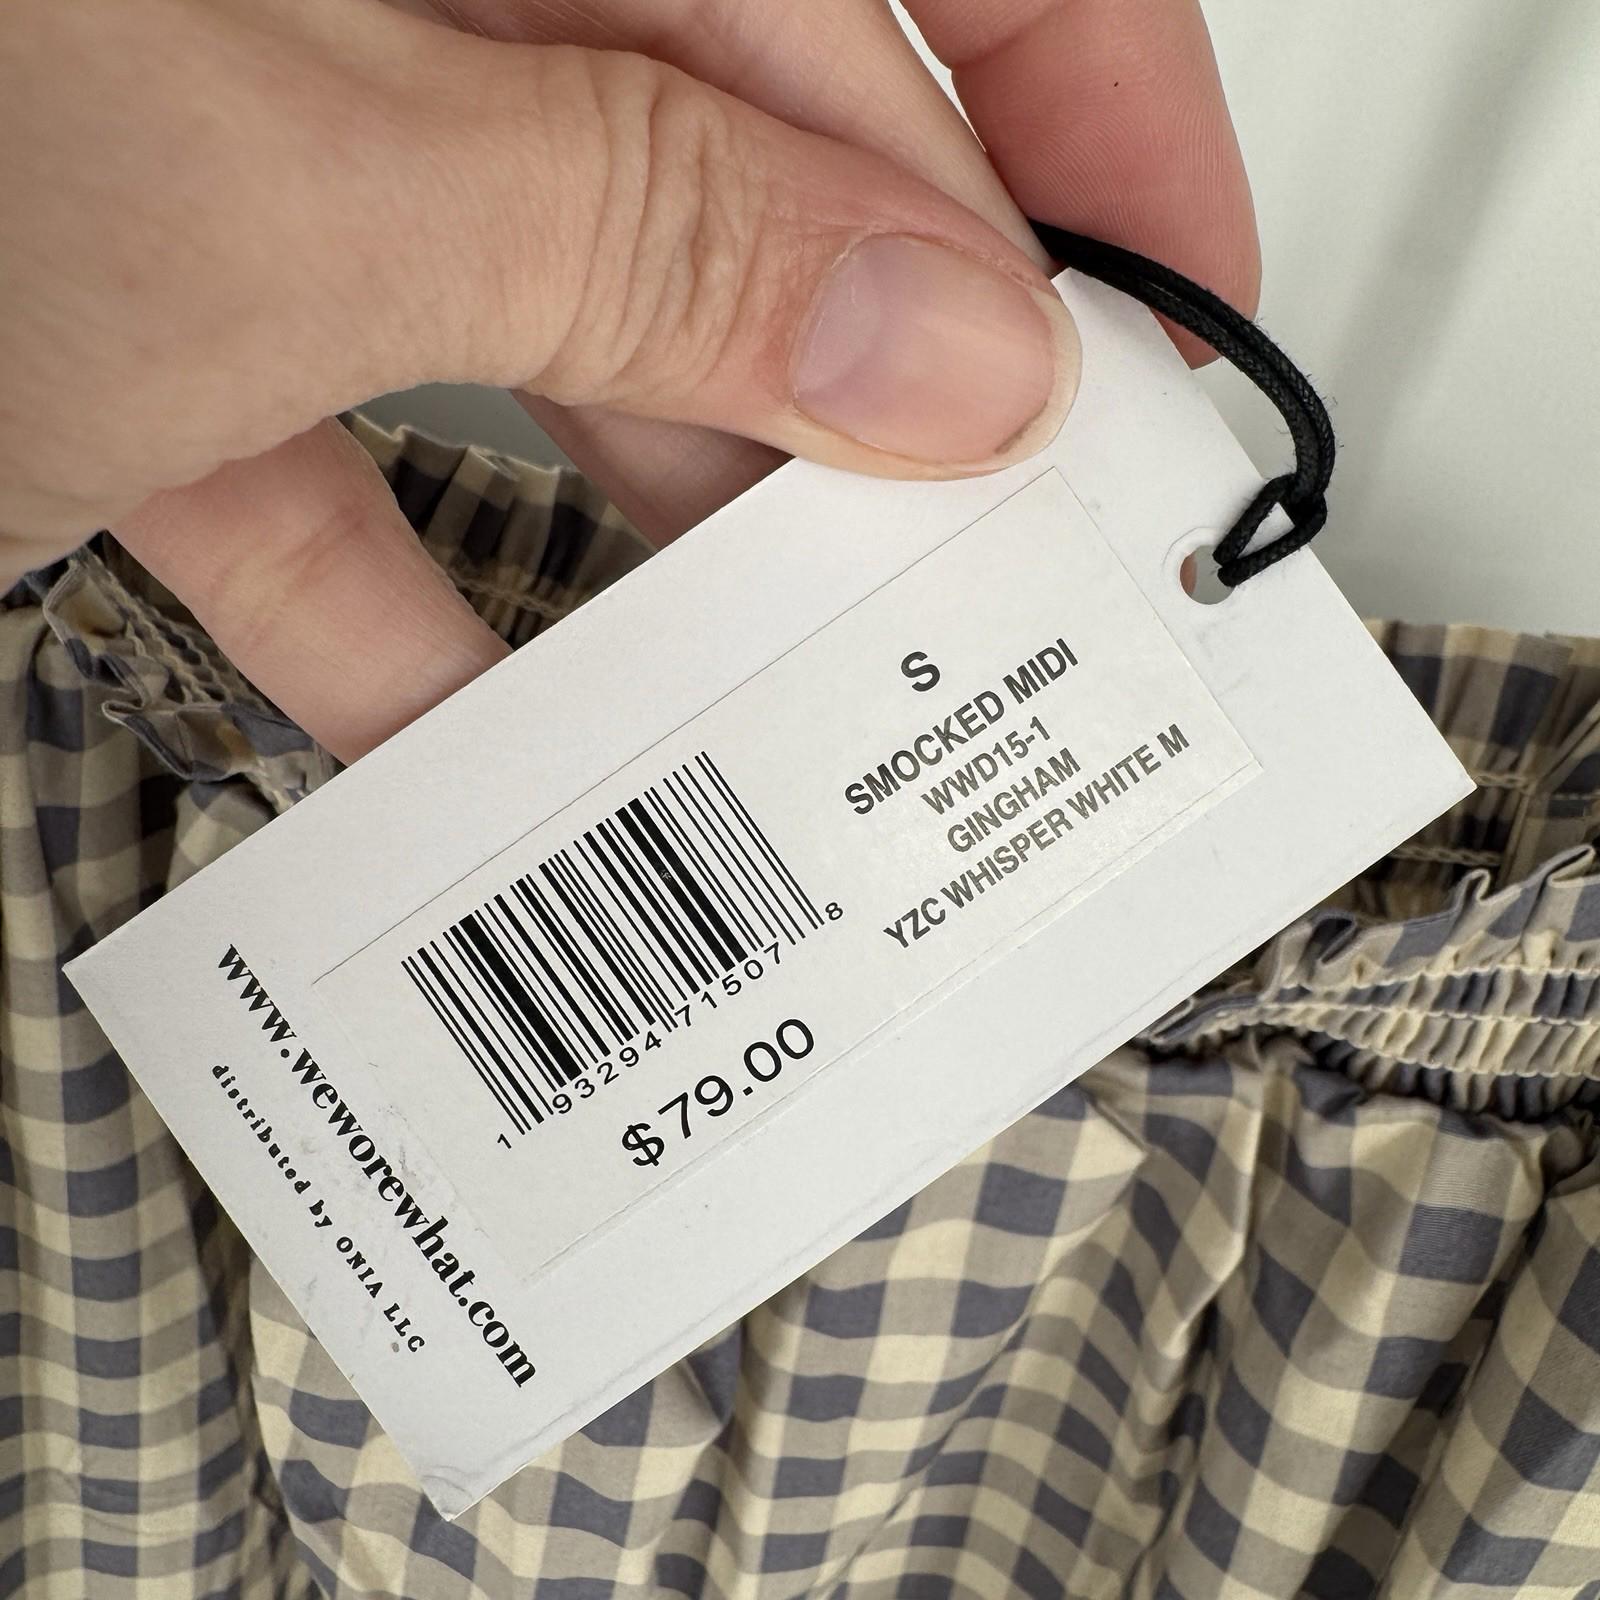 S
SMOCKED MIDI
WWD15-1
GINGHAM
YZC WHISPER WHITE M
1 93294 71507 8
$79.00
www.weworewhat.com
distributed by ONIA LLC